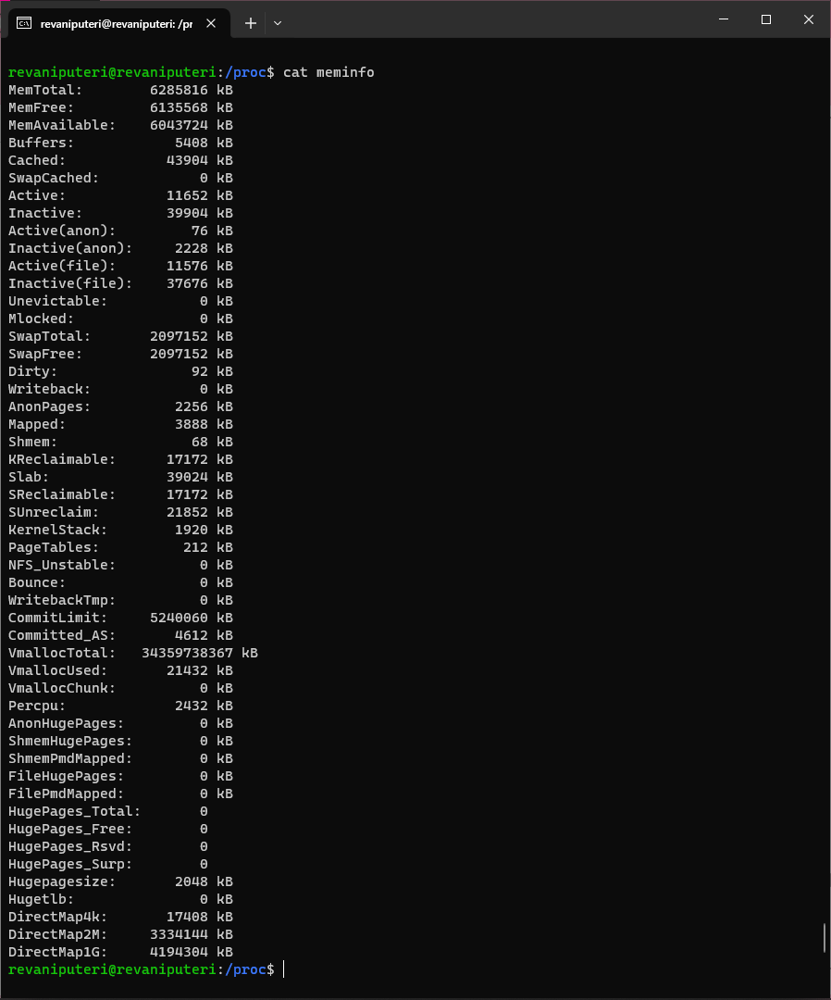 revaniputeri@revaniputeri: /pr
revaniputeri@revaniputeri:/proc$ cat meminfo
MemTotal:        6285816 kB
MemFree:         6135568 kB
MemAvailable:    6043724 kB
Buffers:            5408 kB
Cached:            43904 kB
SwapCached:            0 kB
Active:            11652 kB
Inactive:          39904 kB
Active(anon):         76 kB
Inactive(anon):     2228 kB
Active(file):      11576 kB
Inactive(file):    37676 kB
Unevictable:           0 kB
Mlocked:               0 kB
SwapTotal:       2097152 kB
SwapFree:        2097152 kB
Dirty:                92 kB
Writeback:             0 kB
AnonPages:          2256 kB
Mapped:             3888 kB
Shmem:                68 kB
KReclaimable:      17172 kB
Slab:              39024 kB
SReclaimable:      17172 kB
SUnreclaim:        21852 kB
KernelStack:        1920 kB
PageTables:          212 kB
NFS_Unstable:          0 kB
Bounce:                0 kB
WritebackTmp:          0 kB
CommitLimit:     5240060 kB
Committed_AS:       4612 kB
VmallocTotal:   34359738367 kB
VmallocUsed:       21432 kB
VmallocChunk:          0 kB
Percpu:             2432 kB
AnonHugePages:         0 kB
ShmemHugePages:        0 kB
ShmemPmdMapped:        0 kB
FileHugePages:         0 kB
FilePmdMapped:         0 kB
HugePages_Total:       0
HugePages_Free:        0
HugePages_Rsvd:        0
HugePages_Surp:        0
Hugepagesize:       2048 kB
Hugetlb:               0 kB
DirectMap4k:       17408 kB
DirectMap2M:     3334144 kB
DirectMap1G:     4194304 kB
revaniputeri@revaniputeri:/proc$